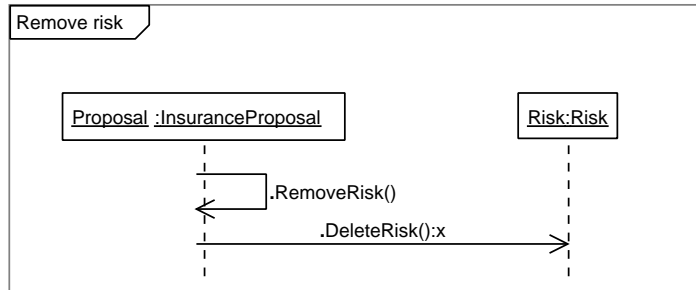 Remove risk
Proposal :InsuranceProposal
Risk:Risk
.RemoveRisk()
.DeleteRisk():x